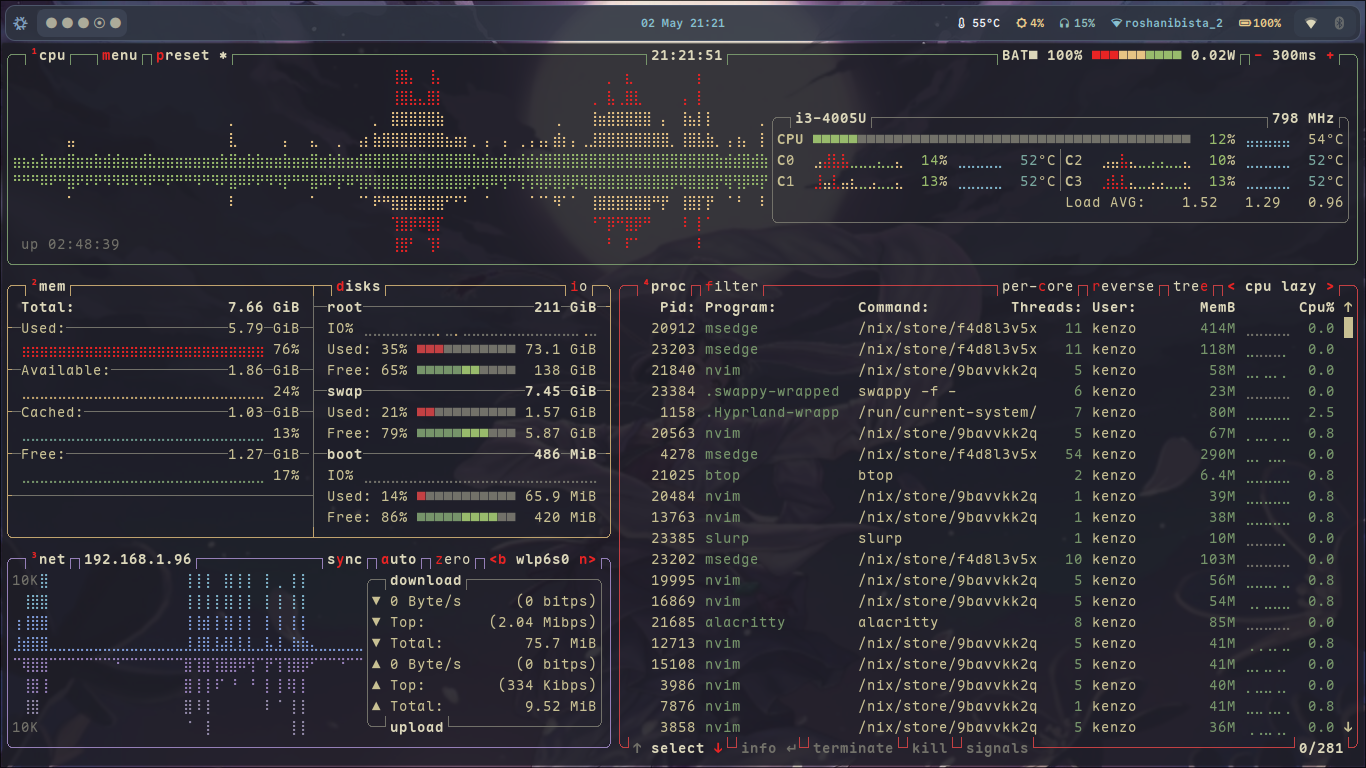 02 May 21:21 55°C 4% 15% roshanibista_2 100%
¹cpu menu preset * 21:21:51 BAT■ 100% 0.02W - 300ms +
i3-4005U 798 MHz
CPU 12% 54°C
C0 14% 52°C C2 10% 52°C
C1 13% 52°C C3 13% 52°C
Load AVG: 1.52 1.29 0.96
up 02:48:39
²mem
Total: 7.66 GiB
Used: 5.79 GiB
76%
Available: 1.86 GiB
24%
Cached: 1.03 GiB
13%
Free: 1.27 GiB
17%
disks io
root 211 GiB
IO%
Used: 35% 73.1 GiB
Free: 65% 138 GiB
swap 7.45 GiB
Used: 21% 1.57 GiB
Free: 79% 5.87 GiB
boot 486 MiB
IO%
Used: 14% 65.9 MiB
Free: 86% 420 MiB
³net 192.168.1.96 sync auto zero <b wlp6s0 n>
10K
10K
download
▼ 0 Byte/s (0 bitps)
▼ Top: (2.04 Mibps)
▼ Total: 75.7 MiB
▲ 0 Byte/s (0 bitps)
▲ Top: (334 Kibps)
▲ Total: 9.52 MiB
upload
⁴proc filter per-core reverse tree < cpu lazy >
Pid: Program: Command: Threads: User: MemB Cpu% ↑
20912 msedge /nix/store/f4d8l3v5x 11 kenzo 414M 0.0
23203 msedge /nix/store/f4d8l3v5x 11 kenzo 118M 0.0
21840 nvim /nix/store/9bavvkk2q 5 kenzo 58M 0.8
23384 .swappy-wrapped swappy -f - 6 kenzo 23M 0.0
1158 .Hyprland-wrapp /run/current-system/ 7 kenzo 80M 2.5
20563 nvim /nix/store/9bavvkk2q 5 kenzo 67M 0.8
4278 msedge /nix/store/f4d8l3v5x 54 kenzo 290M 0.0
21025 btop btop 2 kenzo 6.4M 0.8
20484 nvim /nix/store/9bavvkk2q 1 kenzo 39M 0.8
13763 nvim /nix/store/9bavvkk2q 1 kenzo 38M 0.8
23385 slurp slurp 1 kenzo 10M 0.0
23202 msedge /nix/store/f4d8l3v5x 10 kenzo 103M 0.0
19995 nvim /nix/store/9bavvkk2q 5 kenzo 56M 0.8
16869 nvim /nix/store/9bavvkk2q 5 kenzo 54M 0.8
21685 alacritty alacritty 8 kenzo 85M 0.0
12713 nvim /nix/store/9bavvkk2q 5 kenzo 41M 0.8
15108 nvim /nix/store/9bavvkk2q 5 kenzo 41M 0.0
3986 nvim /nix/store/9bavvkk2q 5 kenzo 40M 0.0
7876 nvim /nix/store/9bavvkk2q 1 kenzo 41M 0.8
3858 nvim /nix/store/9bavvkk2q 5 kenzo 36M 0.0 ↓
↑ select ↓ info ↵ terminate kill signals 0/281